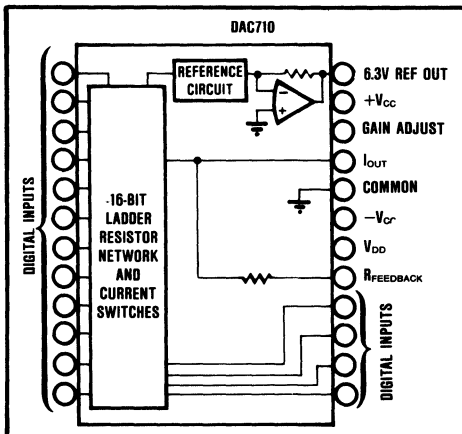 DAC710
REFERENCE
CIRCUIT
6.3V REF OUT
+VCC
GAIN ADJUST
IOUT
COMMON
-VCC
VDD
RFEEDBACK
DIGITAL INPUTS
-16-BIT
LADDER
RESISTOR
NETWORK
AND
CURRENT
SWITCHES
DIGITAL INPUTS
-
+